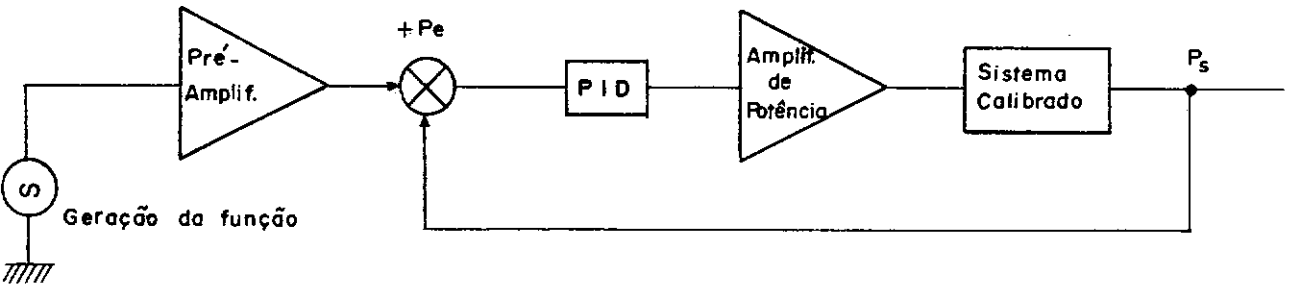 Pré-
Amplif.
+Pe
PID
Amplif.
de
Potência
Sistema
Calibrado
Ps
S
Geração da função